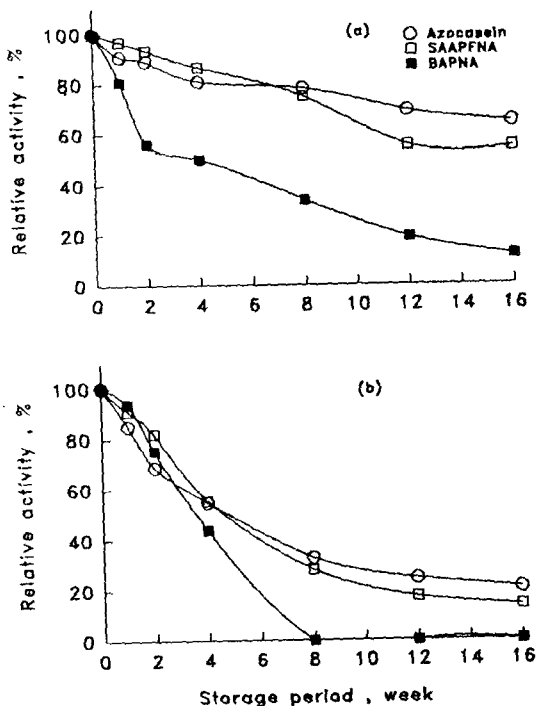 (a)
Azocasein
SAAPFNA
BAPNA
Relative activity , %
100
80
60
40
20
0
0 2 4 6 8 10 12 14 16
(b)
Relative activity , %
100
80
60
40
20
0
0 2 4 6 8 10 12 14 16
Storage period , week